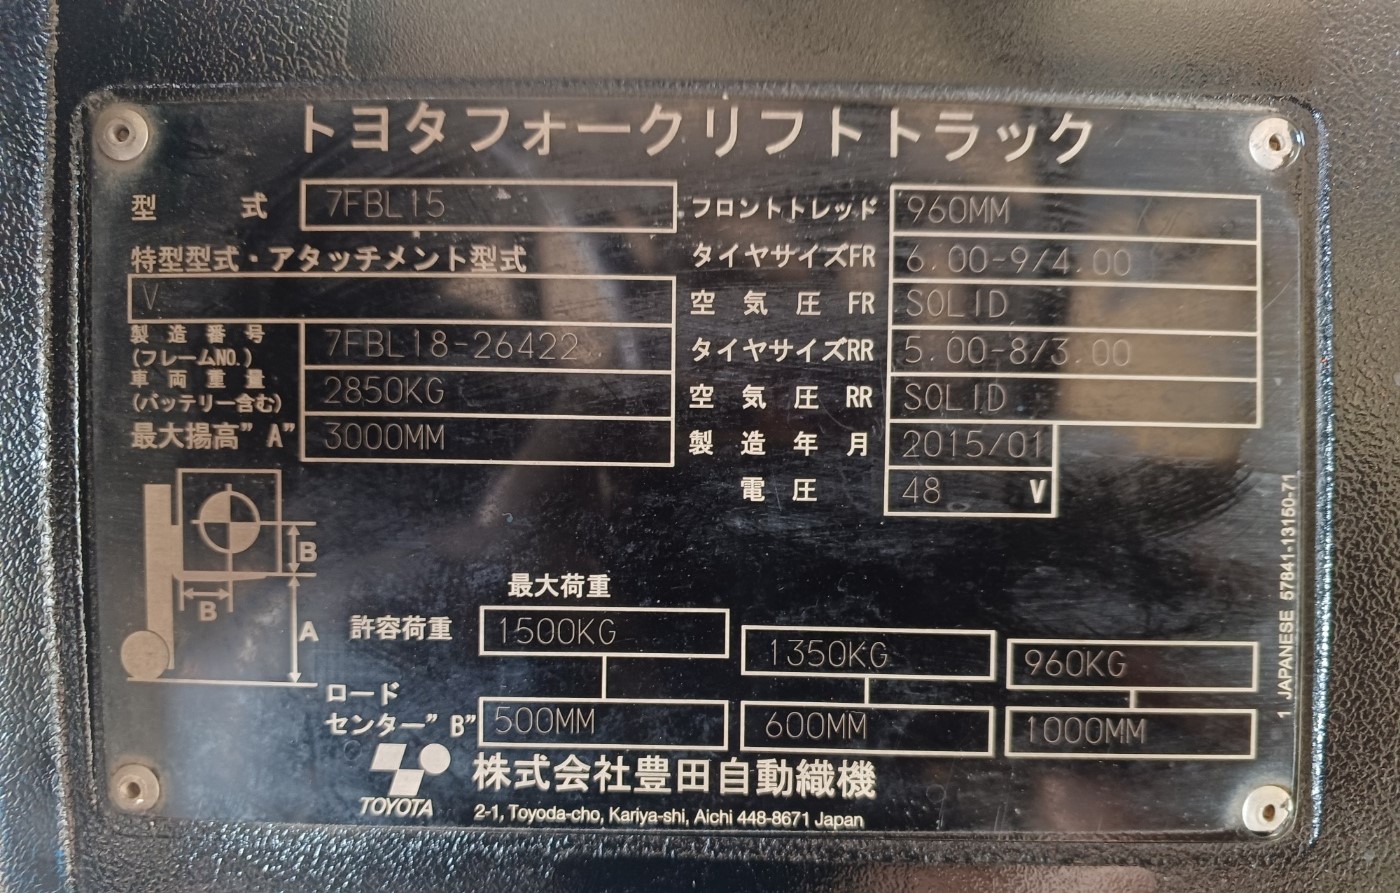 トヨタフォークリフトトラック
型 式 7FBL15
特型型式・アタッチメント型式
V
製造番号
(フレームNO.) 7FBL18-26422
車両重量
(バッテリー含む) 2850KG
最大揚高"A" 3000MM
フロントトレッド 960MM
タイヤサイズFR 6.00-9/4.00
空気圧 FR SOLID
タイヤサイズRR 5.00-8/3.00
空気圧 RR SOLID
製造年月 2015/01
電圧 48 V
B
B
A
最大荷重
許容荷重 1500KG 1350KG 960KG
ロード
センター"B" 500MM 600MM 1000MM
TOYOTA
株式会社豊田自動織機
2-1, Toyoda-cho, Kariya-shi, Aichi 448-8671 Japan
1 JAPANESE 57841-13150-71